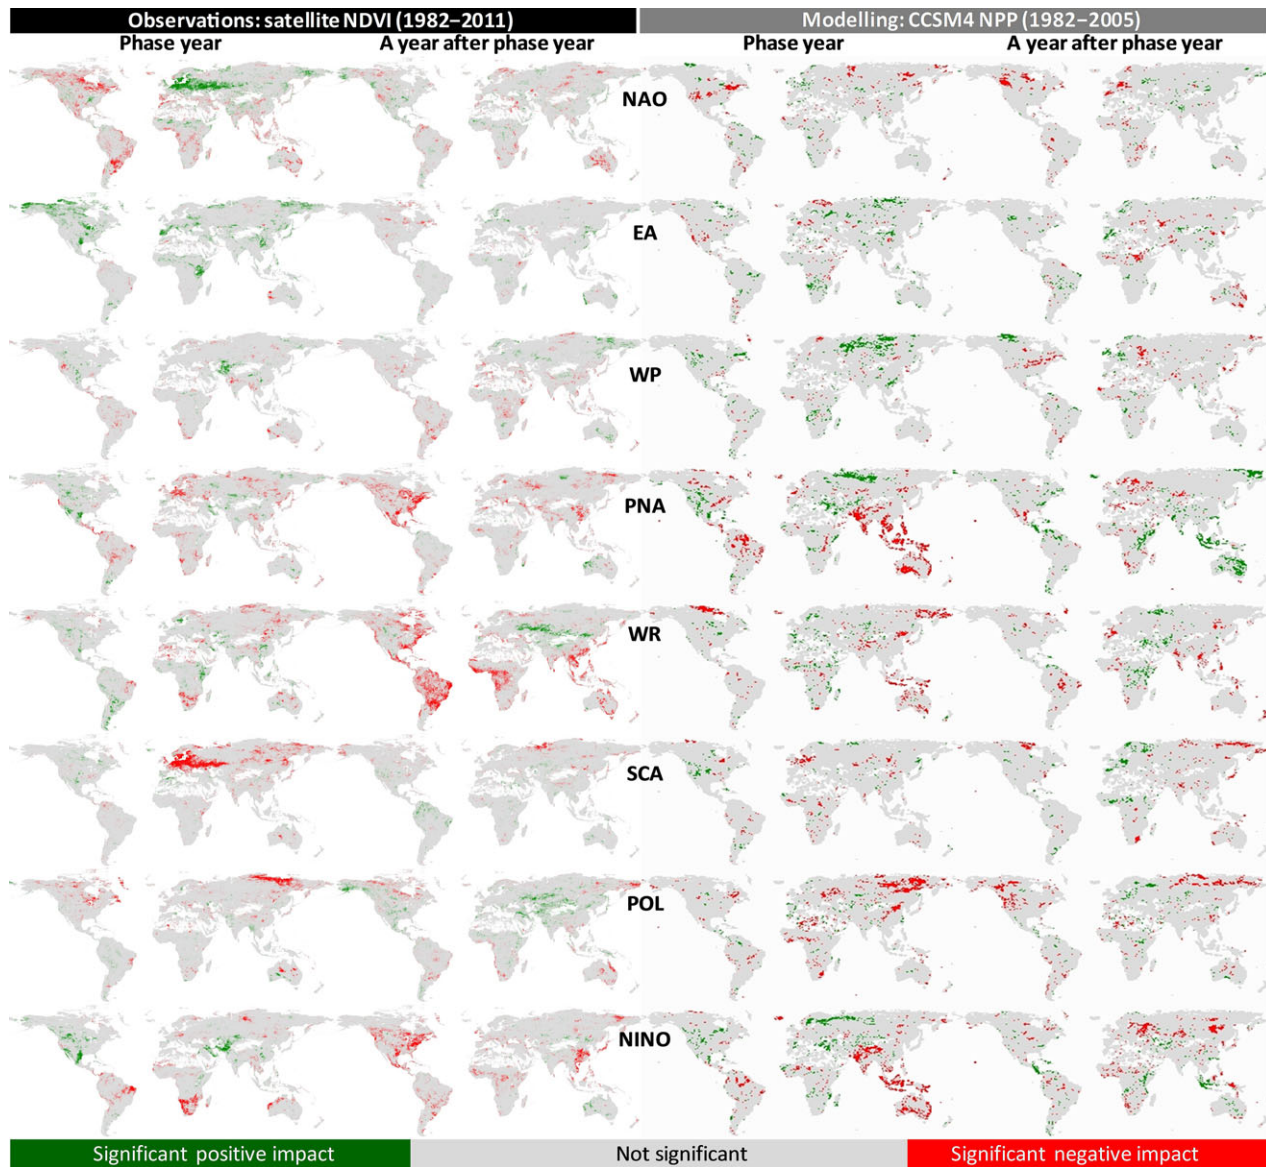 Observations: satellite NDVI (1982–2011)
Modelling: CCSM4 NPP (1982–2005)
Phase year
A year after phase year
Phase year
A year after phase year
NAO
EA
WP
PNA
WR
SCA
POL
NINO
Significant positive impact
Not significant
Significant negative impact